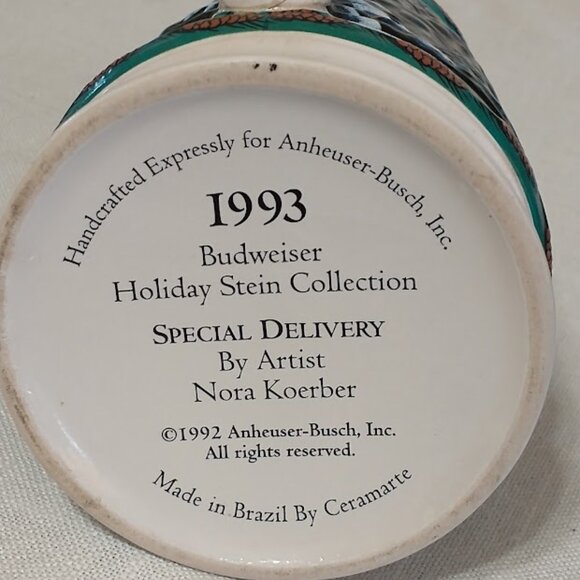 Handcrafted Expressly for Anheuser-Busch, Inc.
1993
Budweiser
Holiday Stein Collection
SPECIAL DELIVERY
By Artist
Nora Koerber
©1992 Anheuser-Busch, Inc.
All rights reserved.
Made in Brazil By Ceramarte